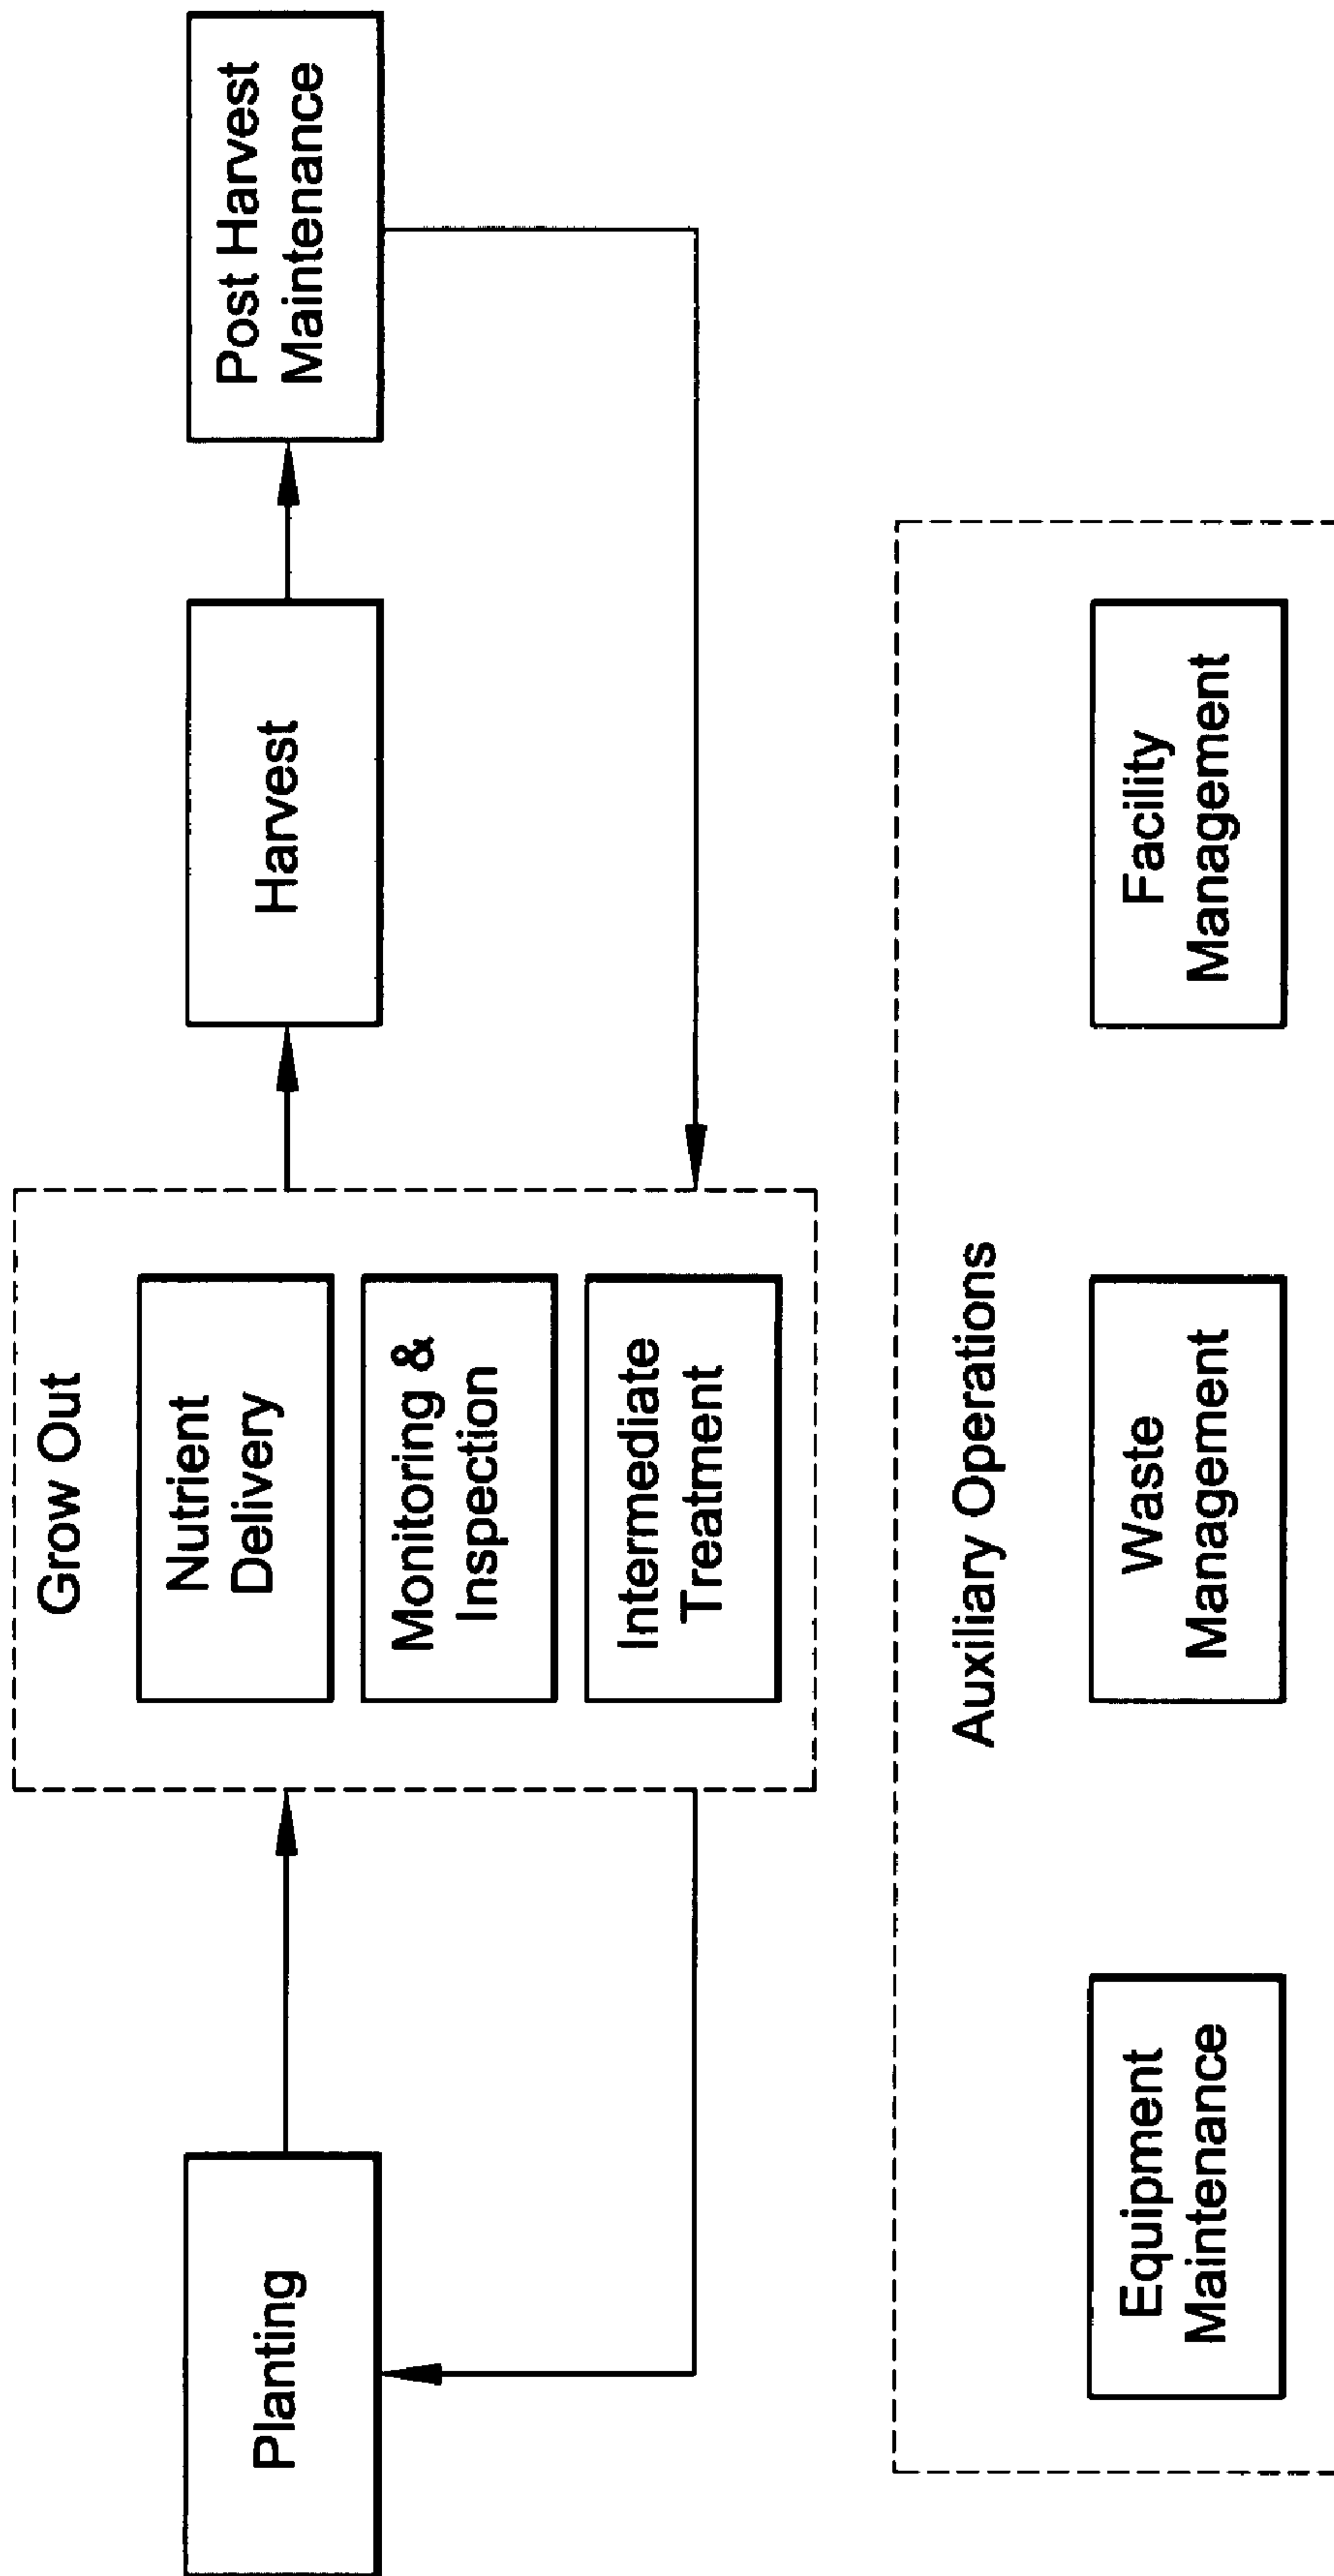 Planting
Grow Out
Nutrient
Delivery
Monitoring &
Inspection
Intermediate
Treatment
Harvest
Post Harvest
Maintenance
Auxiliary Operations
Equipment
Maintenance
Waste
Management
Facility
Management